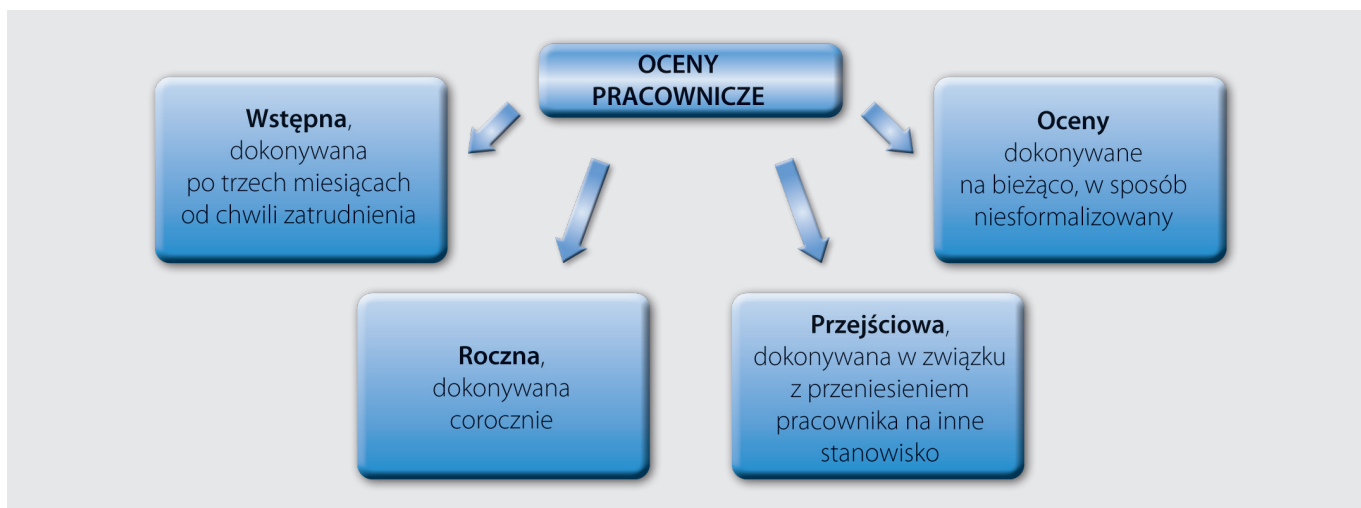 OCENY
PRACOWNICZE
Wstępna,
dokonywana
po trzech miesiącach
od chwili zatrudnienia
Oceny
dokonywane
na bieżąco, w sposób
niesformalizowany
Roczna,
dokonywana
corocznie
Przejściowa,
dokonywana w związku
z przeniesieniem
pracownika na inne
stanowisko